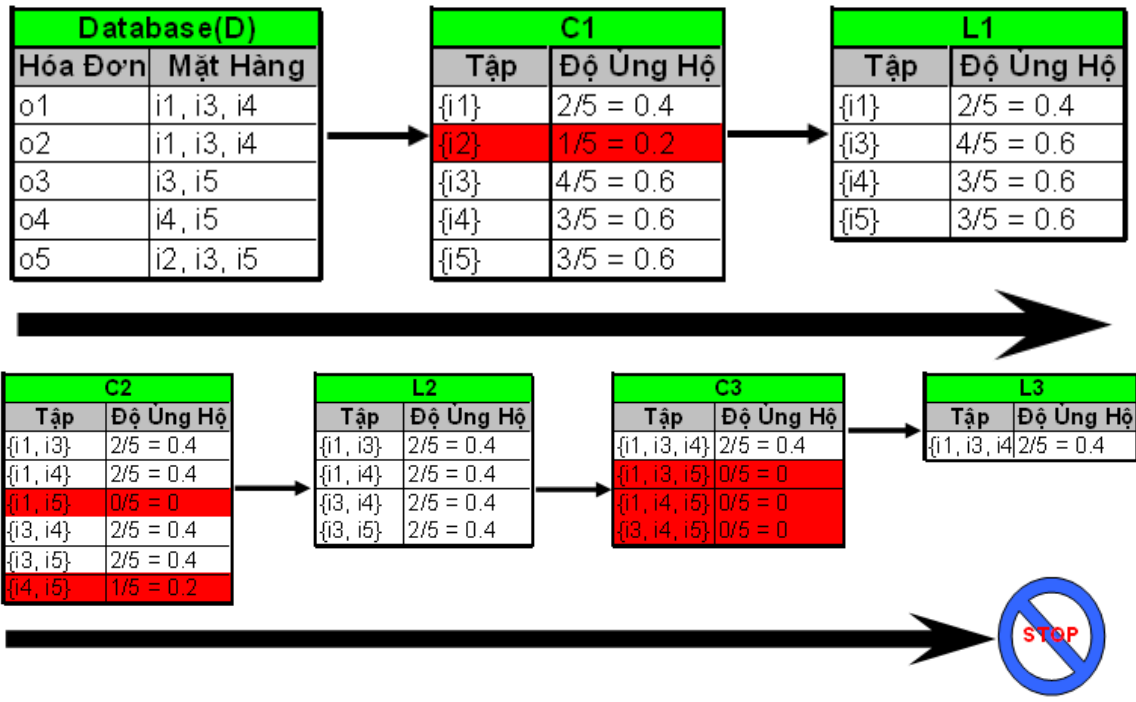 Database(D)
Hóa Đơn Mặt Hàng
o1 i1, i3, i4
o2 i1, i3, i4
o3 i3, i5
o4 i4, i5
o5 i2, i3, i5
C1
Tập Độ Ủng Hộ
{i1} 2/5 = 0.4
{i2} 1/5 = 0.2
{i3} 4/5 = 0.6
{i4} 3/5 = 0.6
{i5} 3/5 = 0.6
L1
Tập Độ Ủng Hộ
{i1} 2/5 = 0.4
{i3} 4/5 = 0.6
{i4} 3/5 = 0.6
{i5} 3/5 = 0.6
C2
Tập Độ Ủng Hộ
{i1, i3} 2/5 = 0.4
{i1, i4} 2/5 = 0.4
{i1, i5} 0/5 = 0
{i3, i4} 2/5 = 0.4
{i3, i5} 2/5 = 0.4
{i4, i5} 1/5 = 0.2
L2
Tập Độ Ủng Hộ
{i1, i3} 2/5 = 0.4
{i1, i4} 2/5 = 0.4
{i3, i4} 2/5 = 0.4
{i3, i5} 2/5 = 0.4
C3
Tập Độ Ủng Hộ
{i1, i3, i4} 2/5 = 0.4
{i1, i3, i5} 0/5 = 0
{i1, i4, i5} 0/5 = 0
{i3, i4, i5} 0/5 = 0
L3
Tập Độ Ủng Hộ
{i1, i3, i4 2/5 = 0.4
STOP